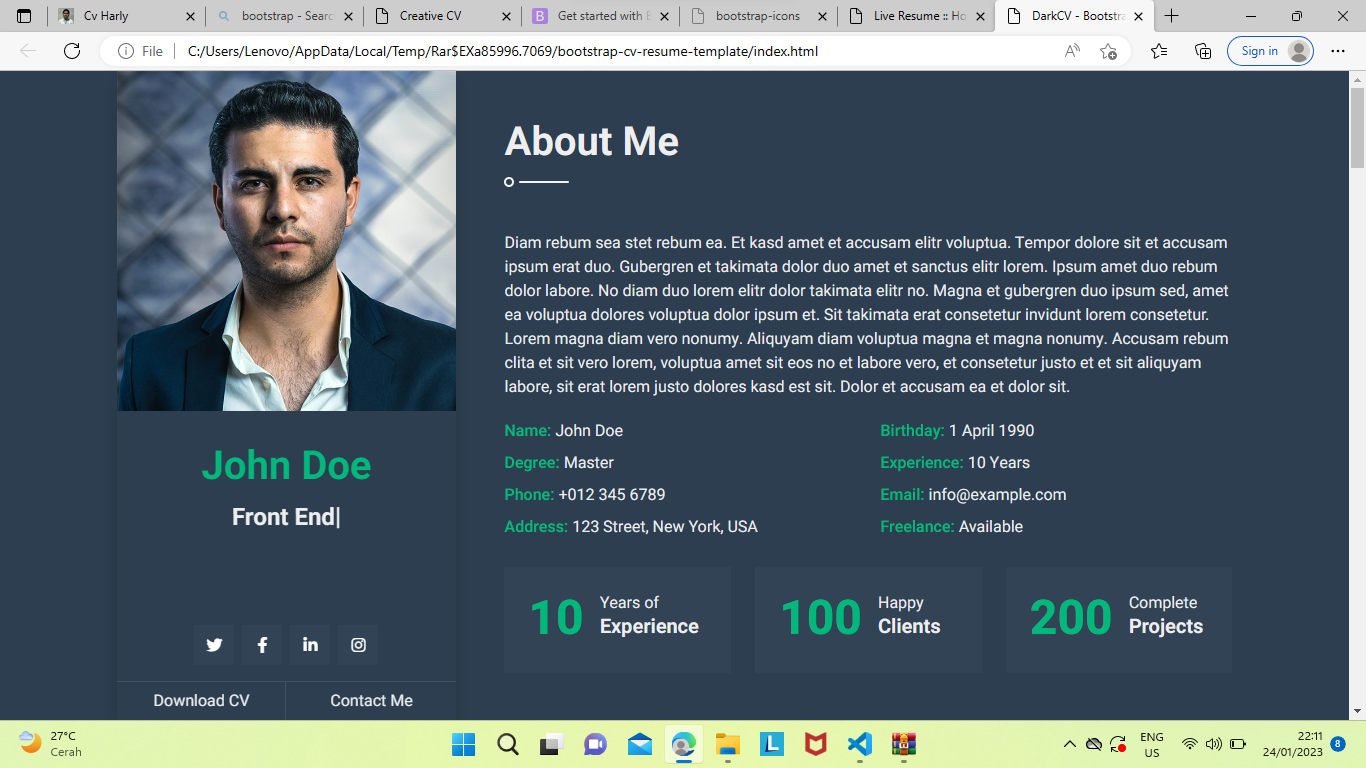 Cv Harly
bootstrap - Searc
Creative CV
Get started with B
bootstrap-icons
Live Resume :: Ho
DarkCV - Bootstra
File
C:/Users/Lenovo/AppData/Local/Temp/Rar$EXa85996.7069/bootstrap-cv-resume-template/index.html
Sign in
About Me
Diam rebum sea stet rebum ea. Et kasd amet et accusam elitr voluptua. Tempor dolore sit et accusam
ipsum erat duo. Gubergren et takimata dolor duo amet et sanctus elitr lorem. Ipsum amet duo rebum
dolor labore. No diam duo lorem elitr dolor takimata elitr no. Magna et gubergren duo ipsum sed, amet
ea voluptua dolores voluptua dolor ipsum et. Sit takimata erat consetetur invidunt lorem consetetur.
Lorem magna diam vero nonumy. Aliquyam diam voluptua magna et magna nonumy. Accusam rebum
clita et sit vero lorem, voluptua amet sit eos no et labore vero, et consetetur justo et et sit aliquyam
labore, sit erat lorem justo dolores kasd est sit. Dolor et accusam ea et dolor sit.
Name: John Doe
Birthday: 1 April 1990
Degree: Master
Experience: 10 Years
Phone: +012 345 6789
Email: info@example.com
Address: 123 Street, New York, USA
Freelance: Available
10
Years of
Experience
100
Happy
Clients
200
Complete
Projects
John Doe
Front End|
Download CV
Contact Me
27°C
Cerah
ENG
US
22:11
24/01/2023
8